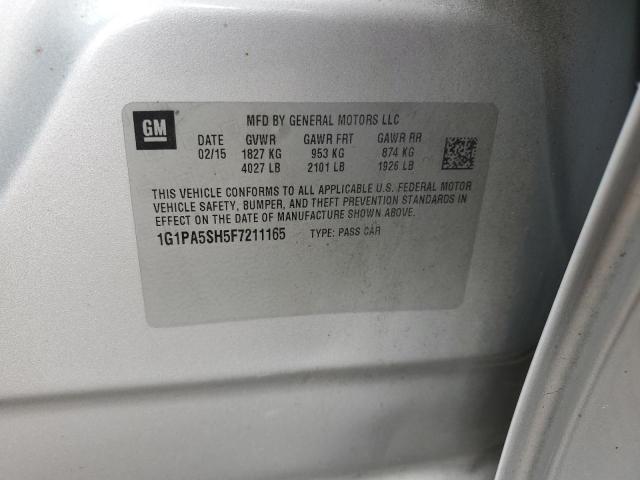 GM
MFD BY GENERAL MOTORS LLC
DATE GVWR GAWR FRT GAWR RR
02/15 1827 KG 953 KG 874 KG
4027 LB 2101 LB 1926 LB
THIS VEHICLE CONFORMS TO ALL APPLICABLE U.S. FEDERAL MOTOR
VEHICLE SAFETY, BUMPER, AND THEFT PREVENTION STANDARDS IN
EFFECT ON THE DATE OF MANUFACTURE SHOWN ABOVE.
1G1PA5SH5F7211165 TYPE: PASS CAR